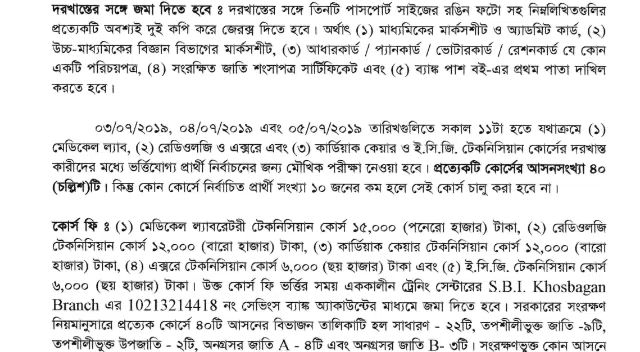 দরখাস্তের সঙ্গে জমা দিতে হবে ঃ দরখাস্তের সঙ্গে তিনটি পাসপোর্ট সাইজের রঙিন ফটো সহ নিম্নলিখিতগুলির
প্রত্যেকটি অবশ্যই দুই কপি করে জেরক্স দিতে হবে। অর্থাৎ (১) মাধ্যমিকের মার্কসশীট ও অ্যাডমিট কার্ড, (২)
উচ্চ-মাধ্যমিকের বিজ্ঞান বিভাগের মার্কসশীট, (৩) আধারকার্ড / প্যানকার্ড / ভোটারকার্ড / রেশনকার্ড যে কোন
একটি পরিচয়পত্র, (৪) সংরক্ষিত জাতি শংসাপত্র সার্টিফিকেট এবং (৫) ব্যাঙ্ক পাশ বই-এর প্রথম পাতা দাখিল
করতে হবে।
০৩/০৭/২০১৯, ০৪/০৭/২০১৯ এবং ০৫/০৭/২০১৯ তারিখগুলিতে সকাল ১১টা হতে যথাক্রমে (১)
মেডিকেল ল্যাব, (২) রেডিওলজি ও এক্সরে এবং (৩) কার্ডিয়াক কেয়ার ও ই.সি.জি. টেকনিসিয়ান কোর্সের দরখাস্ত
কারীদের মধ্যে ভর্ত্তিযোগ্য প্রার্থী নির্বাচনের জন্য মৌখিক পরীক্ষা নেওয়া হবে। প্রত্যেকটি কোর্সের আসনসংখ্যা ৪০
(চল্লিশ)টি। কিন্তু কোন কোর্সে নির্বাচিত প্রার্থী সংখ্যা ১০ জনের কম হলে সেই কোর্স চালু করা হবে না।
কোর্স ফি ঃ (১) মেডিকেল ল্যাবরেটরী টেকনিসিয়ান কোর্স ১৫,০০০ (পনেরো হাজার) টাকা, (২) রেডিওলজি
টেকনিসিয়ান কোর্স ১২,০০০ (বারো হাজার) টাকা, (৩) কার্ডিয়াক কেয়ার টেকনিসিয়ান কোর্স ১২,০০০ (বারো
হাজার) টাকা, (৪) এক্সরে টেকনিসিয়ান কোর্স ৬,০০০ (ছয় হাজার) টাকা এবং (৫) ই.সি.জি. টেকনিসিয়ান কোর্স
৬,০০০ (ছয় হাজার) টাকা। উক্ত কোর্স ফি ভর্ত্তির সময় এককালীন ট্রেনিং সেন্টারের S.B.I. Khosbagan
Branch এর 10213214418 নং সেভিংস ব্যাঙ্ক অ্যাকাউন্টের মাধ্যমে জমা দিতে হবে। সরকারের সংরক্ষণ
নিয়মানুসারে প্রত্যেক কোর্সে ৪০টি আসনের বিভাজন তালিকাটি হল সাধারণ - ২২টি, তপশীলীভুক্ত জাতি -৯টি,
তপশীলীভুক্ত উপজাতি - ২টি, অনগ্রসর জাতি A - ৪টি এবং অনগ্রসর জাতি B- ৩টি। সংরক্ষণভুক্ত কোন আসনে